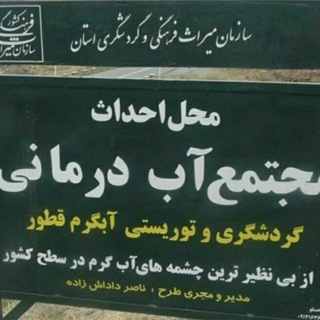 سازمان میراث فرهنگی و گردشگری استان
محل احداث
مجتمع آب درمانی
گردشگری و توریستی آبگرم قطور
از بی نظیر ترین چشمه های آب گرم در سطح کشور
مدیر و مجری طرح : ناصر داداش زاده